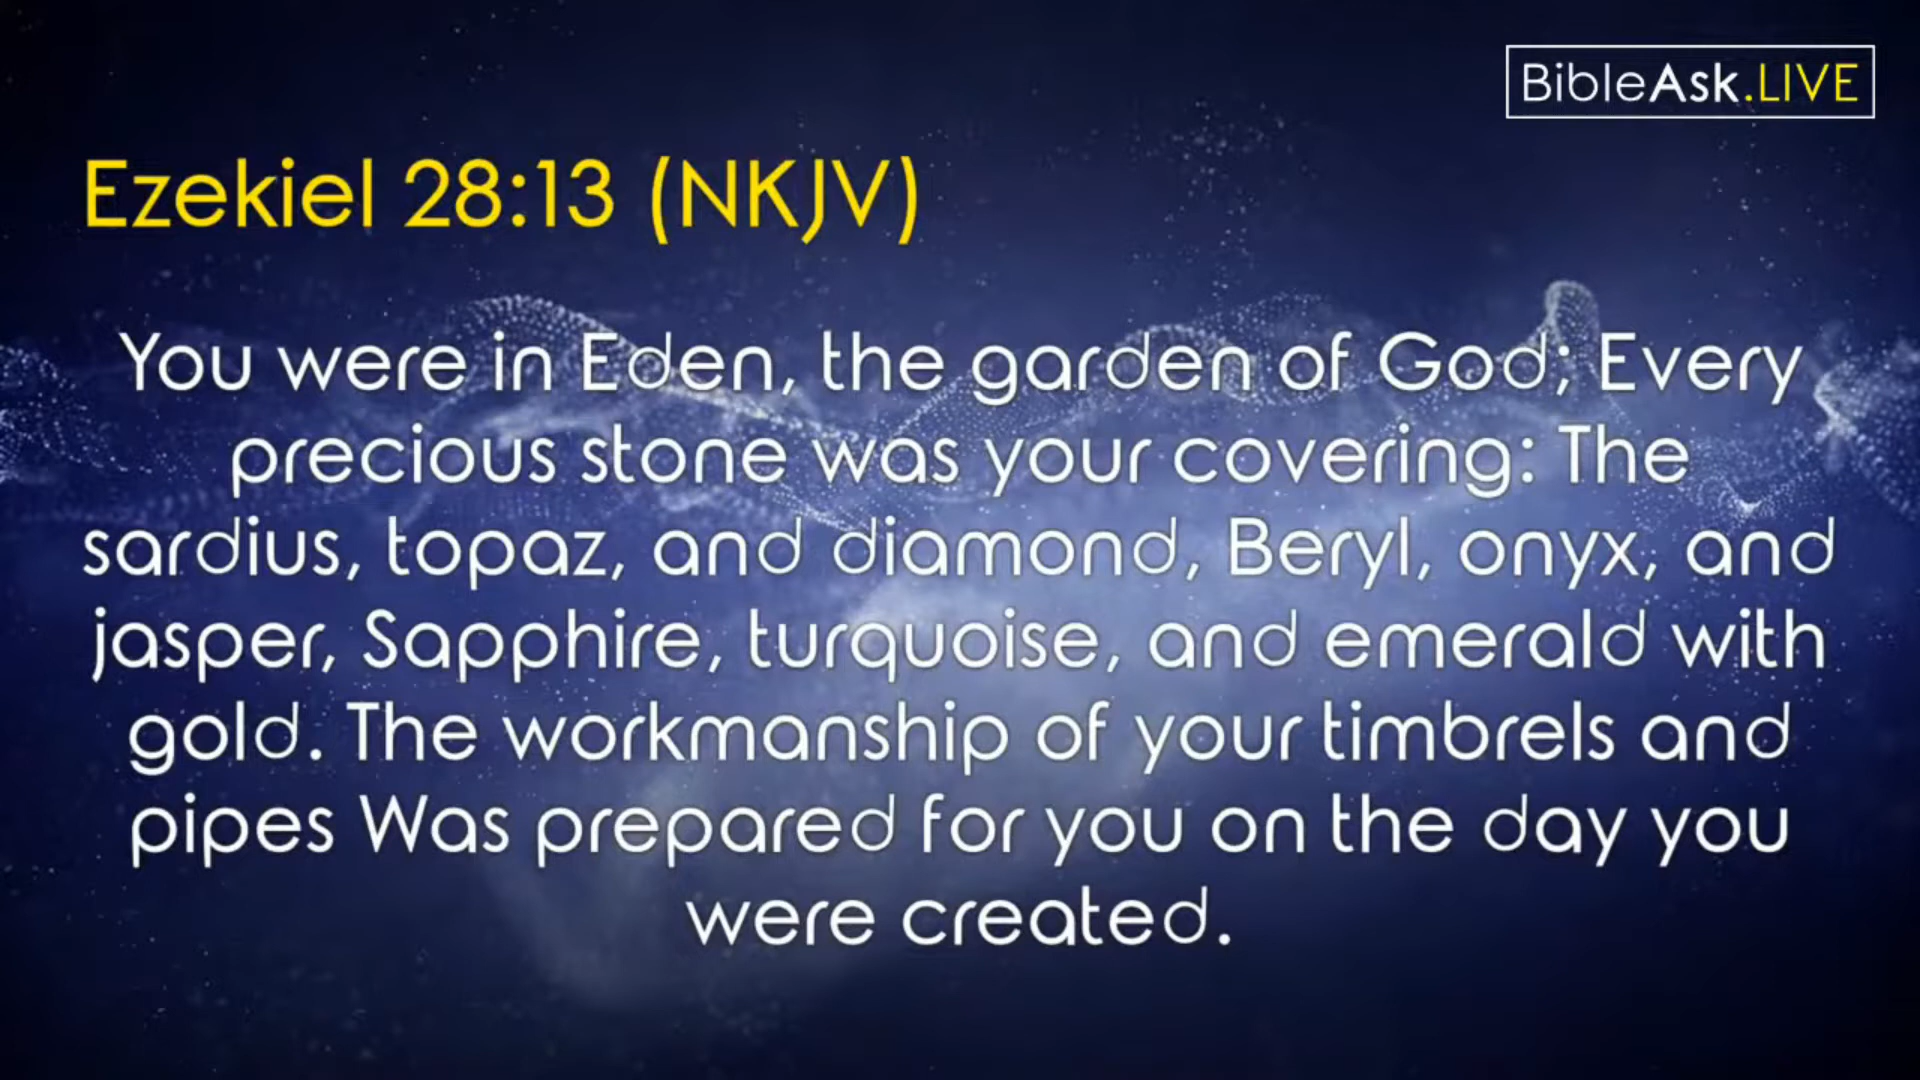 BibleAsk.LIVE
Ezekiel 28:13 (NKJV)
You were in Eden, the garden of God; Every
precious stone was your covering: The
sardius, topaz, and diamond, Beryl, onyx, and
jasper, Sapphire, turquoise, and emerald with
gold. The workmanship of your timbrels and
pipes Was prepared for you on the day you
were created.